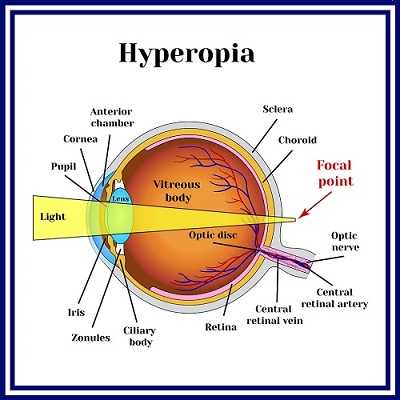 Hyperopia
Anterior
chamber
Cornea
Pupil
Light
Lens
Vitreous
body
Sclera
Choroid
Focal
point
Optic disc
Optic
nerve
Iris
Zonules
Ciliary
body
Retina
Central
retinal vein
Central
retinal artery